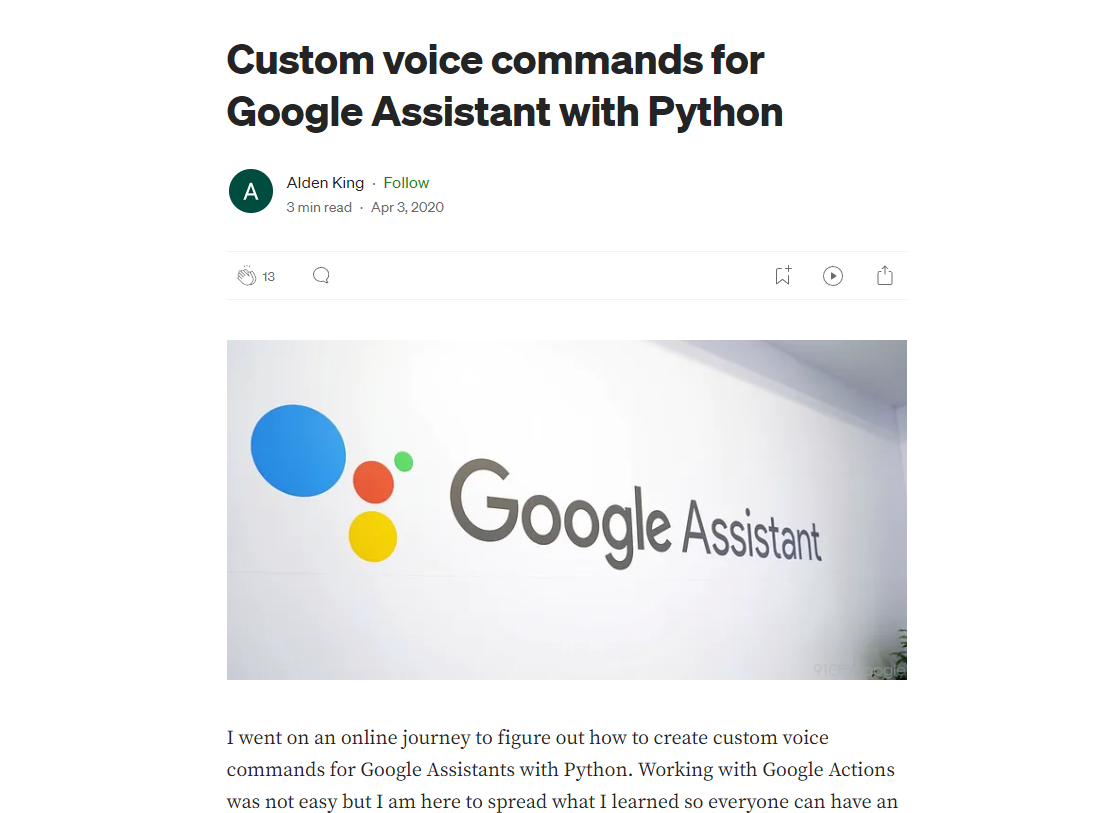 Custom voice commands for
Google Assistant with Python
A
Alden King · Follow
3 min read · Apr 3, 2020
13
Google Assistant
I went on an online journey to figure out how to create custom voice
commands for Google Assistants with Python. Working with Google Actions
was not easy but I am here to spread what I learned so everyone can have an